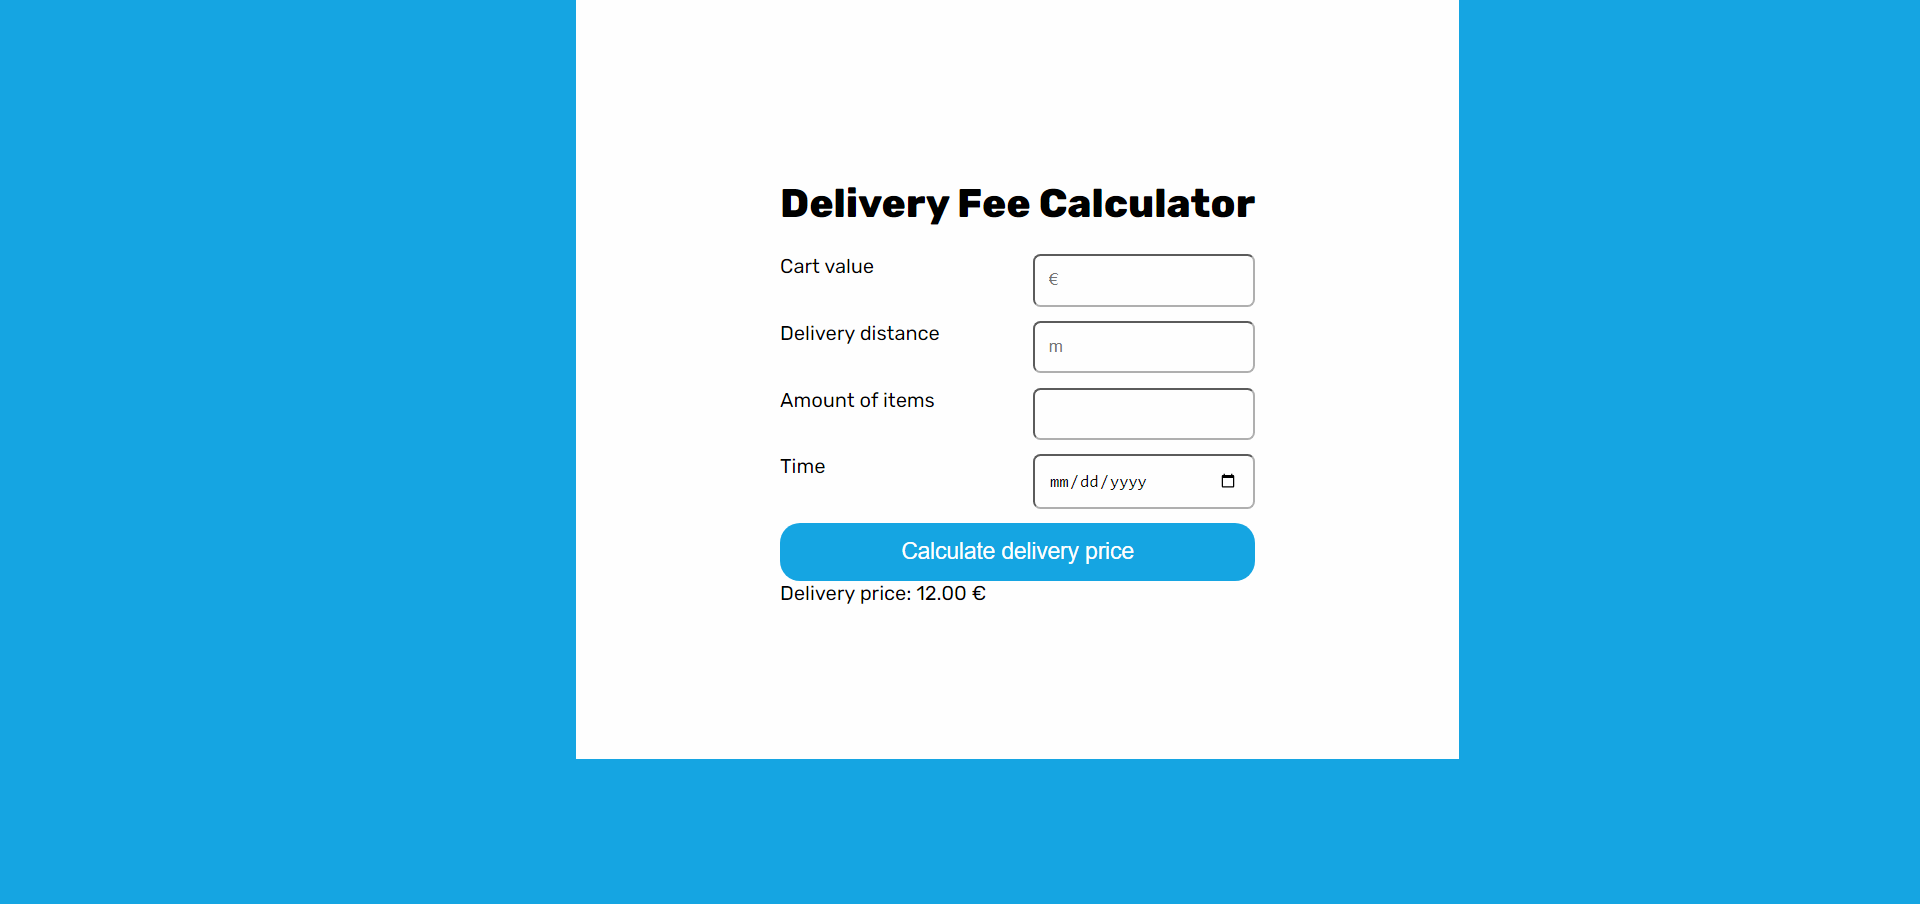 Delivery Fee Calculator
Cart value
€
Delivery distance
m
Amount of items
Time
mm/dd/yyyy
Calculate delivery price
Delivery price: 12.00 €